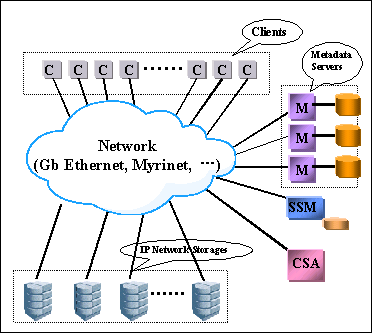 Clients
Metadata
Servers
C C C C ...... C C C
M
M
M
Network
(Gb Ethernet, Myrinet, ...)
SSM
IP Network Storages
CSA
......